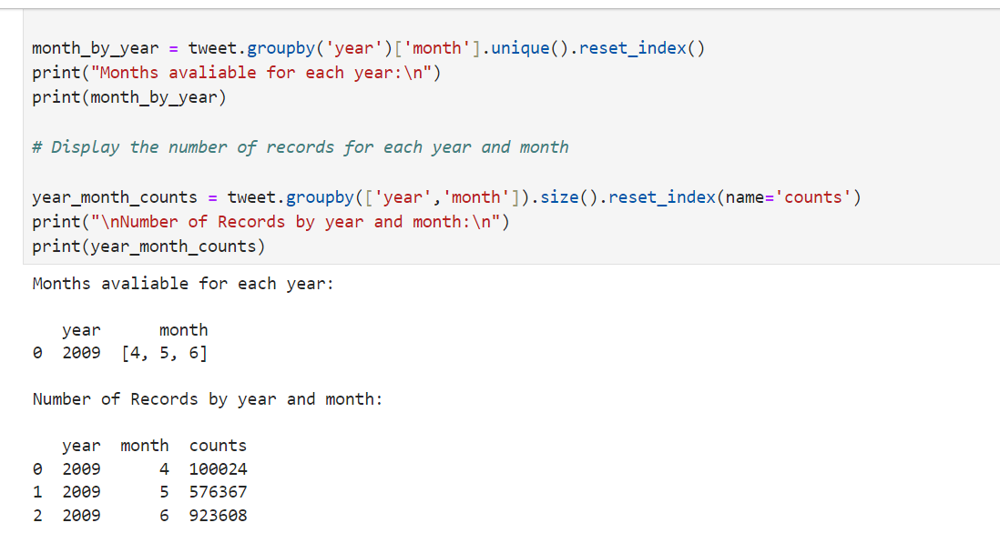 month_by_year = tweet.groupby('year')['month'].unique().reset_index()
print("Months avaliable for each year:\n")
print(month_by_year)
# Display the number of records for each year and month
year_month_counts = tweet.groupby(['year','month']).size().reset_index(name='counts')
print("\nNumber of Records by year and month:\n")
print(year_month_counts)
Months avaliable for each year:
year month
0 2009 [4, 5, 6]
Number of Records by year and month:
year month counts
0 2009 4 100024
1 2009 5 576367
2 2009 6 923608